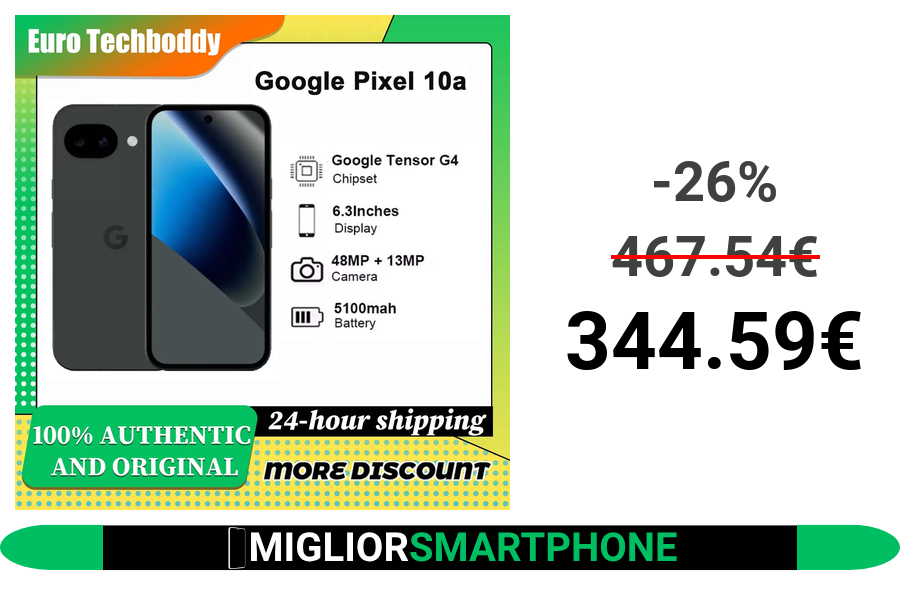 Euro Techboddy
Google Pixel 10a
Google Tensor G4
Chipset
6.3Inches
Display
48MP + 13MP
Camera
5100mah
Battery
24-hour shipping
100% AUTHENTIC
AND ORIGINAL
MORE DISCOUNT
-26%
467.54€
344.59€
MIGLIORSMARTPHONE